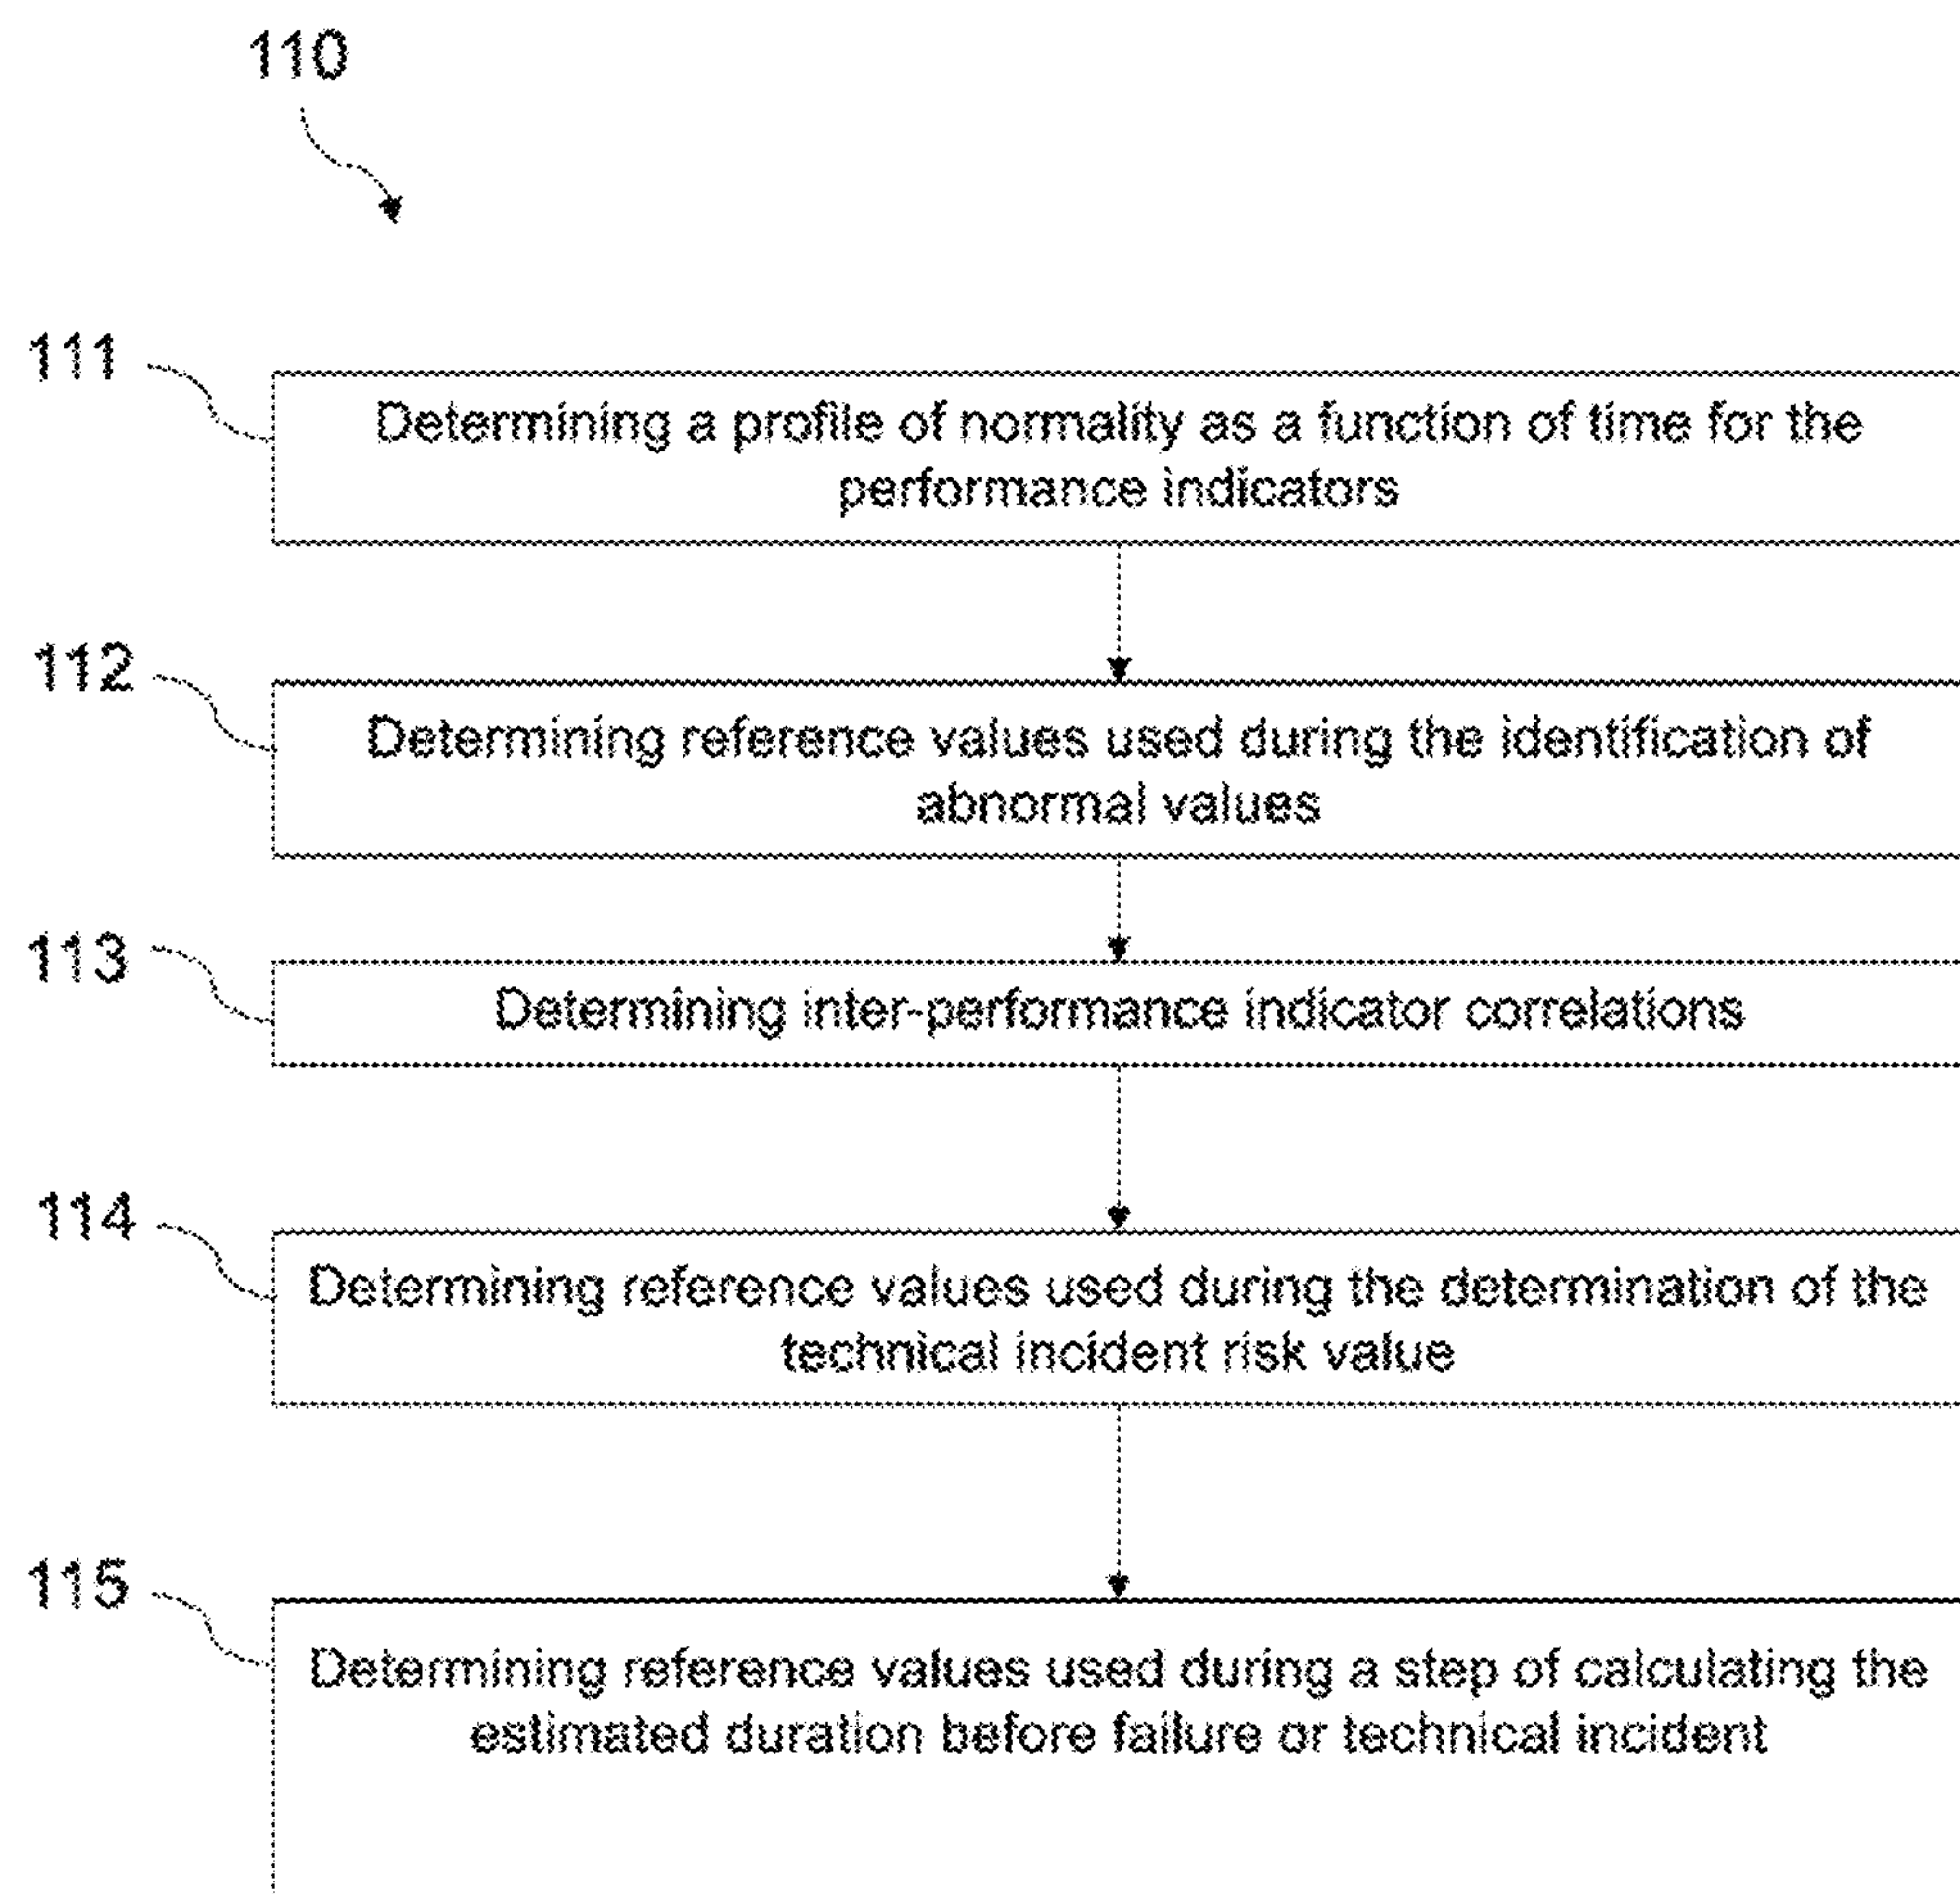 110
111
Determining a profile of normality as a function of time for the
performance indicators
112
Determining reference values used during the identification of
abnormal values
113
Determining inter-performance indicator correlations
114
Determining reference values used during the determination of the
technical incident risk value
115
Determining reference values used during a step of calculating the
estimated duration before failure or technical incident